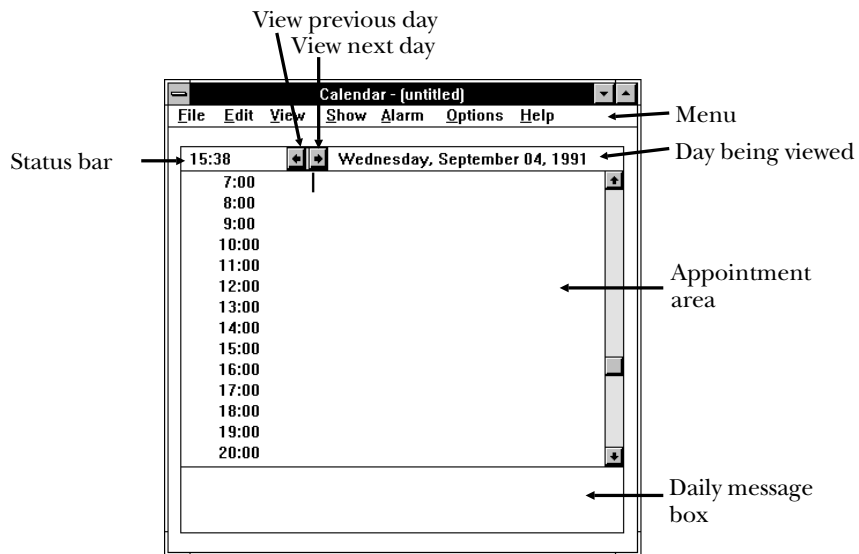 View previous day
View next day
Calendar - (untitled)
File Edit View Show Alarm Options Help
Menu
Status bar
15:38
Wednesday, September 04, 1991
Day being viewed
7:00
8:00
9:00
10:00
11:00
12:00
13:00
14:00
15:00
16:00
17:00
18:00
19:00
20:00
Appointment
area
Daily message
box